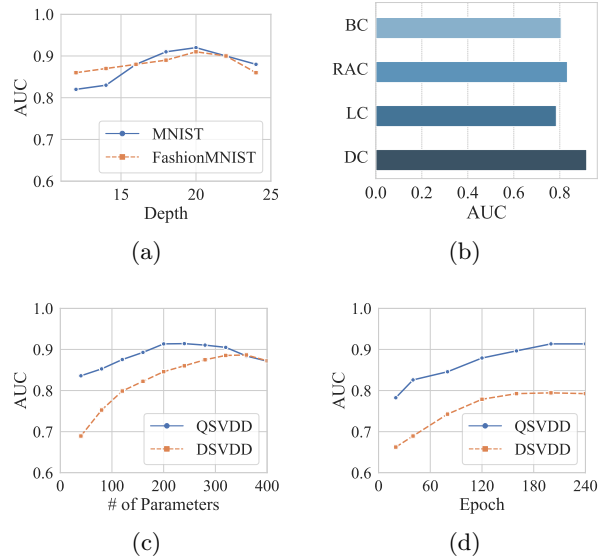 1.0
0.9
0.8
0.7
0.6
AUC
MNIST
FashionMNIST
15 20 25
Depth
(a)
BC
RAC
LC
DC
0.0 0.2 0.4 0.6 0.8
AUC
(b)
1.0
0.9
0.8
0.7
0.6
AUC
QSVDD
DSVDD
0 100 200 300 400
# of Parameters
(c)
1.0
0.9
0.8
0.7
0.6
AUC
QSVDD
DSVDD
0 60 120 180 240
Epoch
(d)